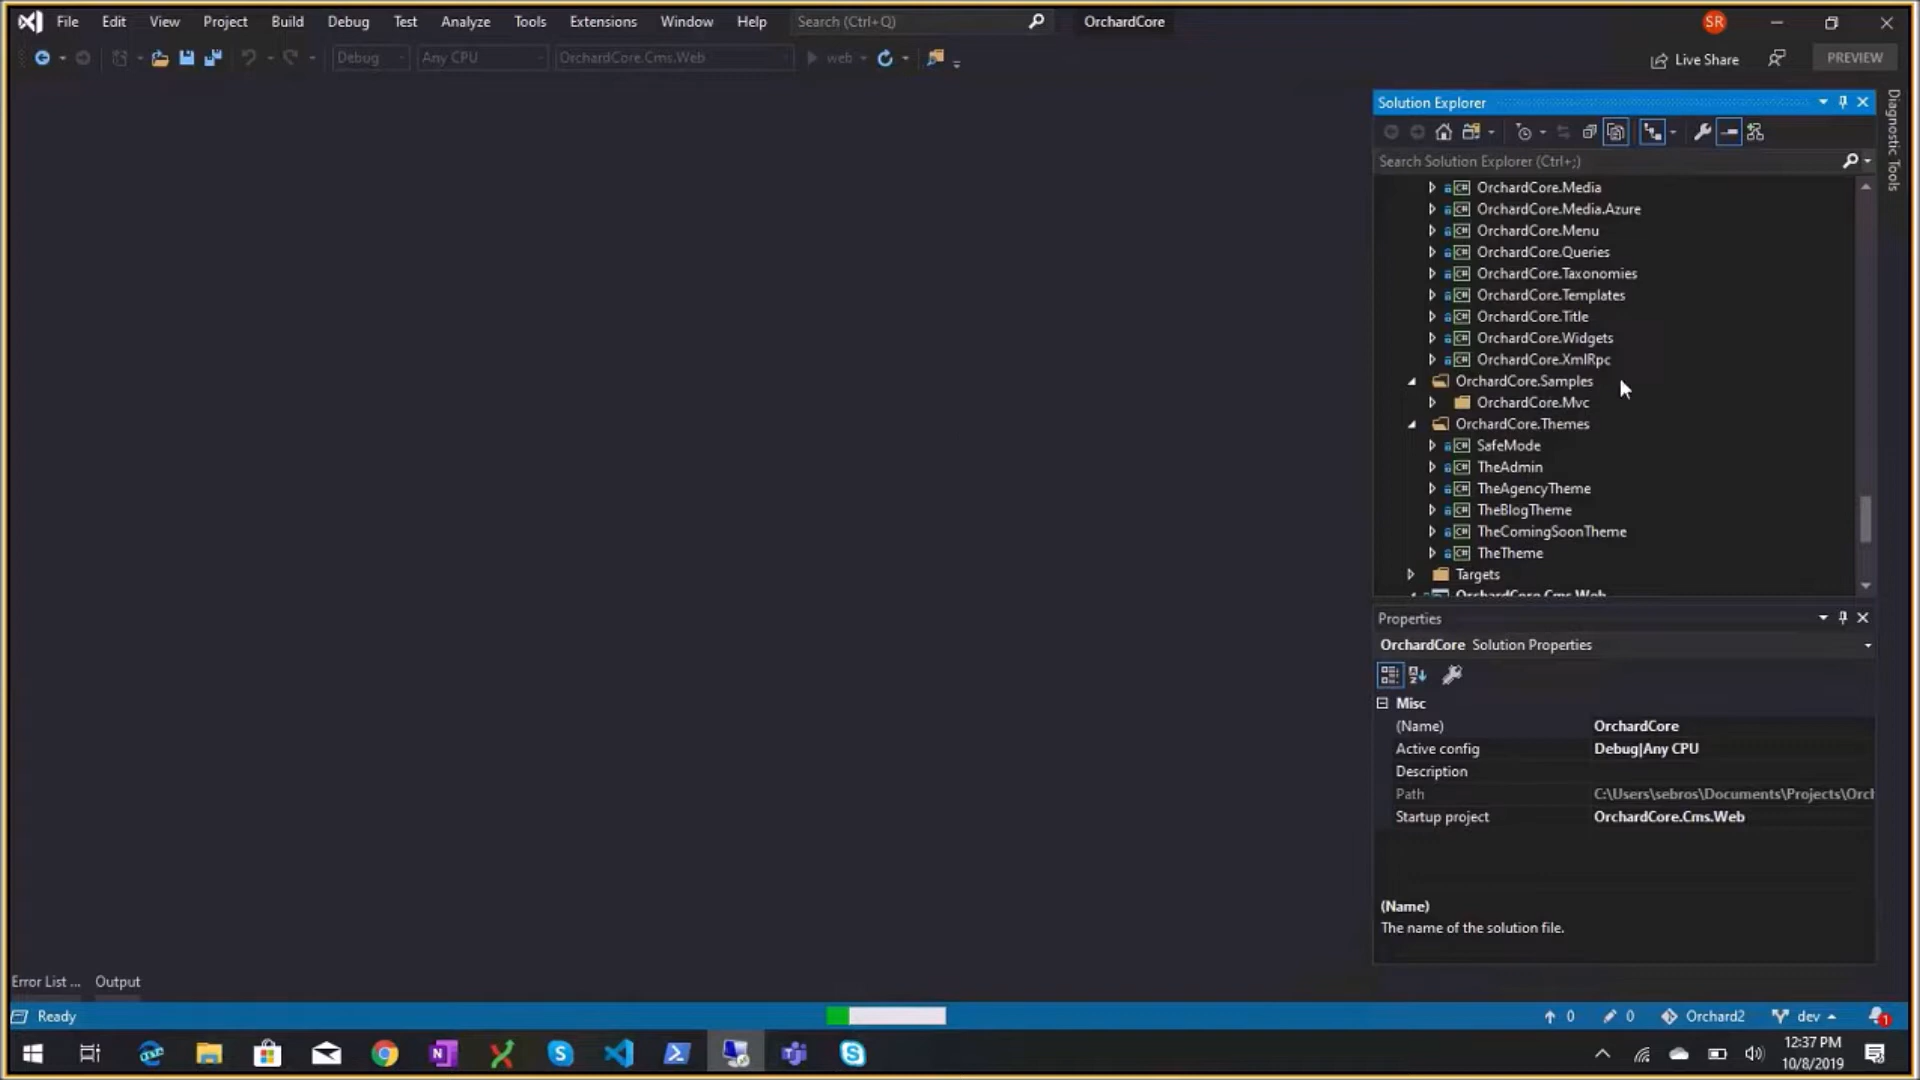 File Edit View Project Build Debug Test Analyze Tools Extensions Window Help Search (Ctrl+Q) OrchardCore SR
Debug Any CPU OrchardCore.Cms.Web web Live Share PREVIEW
Solution Explorer
Diagnostic Tools
Search Solution Explorer (Ctrl+;)
C# OrchardCore.Media
C# OrchardCore.Media.Azure
C# OrchardCore.Menu
C# OrchardCore.Queries
C# OrchardCore.Taxonomies
C# OrchardCore.Templates
C# OrchardCore.Title
C# OrchardCore.Widgets
C# OrchardCore.XmlRpc
OrchardCore.Samples
OrchardCore.Mvc
OrchardCore.Themes
C# SafeMode
C# TheAdmin
C# TheAgencyTheme
C# TheBlogTheme
C# TheComingSoonTheme
C# TheTheme
Targets
OrchardCore.Cms.Web
Properties
OrchardCore Solution Properties
Misc
(Name) OrchardCore
Active config Debug|Any CPU
Description
Path C:\Users\sebros\Documents\Projects\Orch
Startup project OrchardCore.Cms.Web
(Name)
The name of the solution file.
Error List ... Output
Ready 0 0 Orchard2 dev 1
12:37 PM
10/8/2019